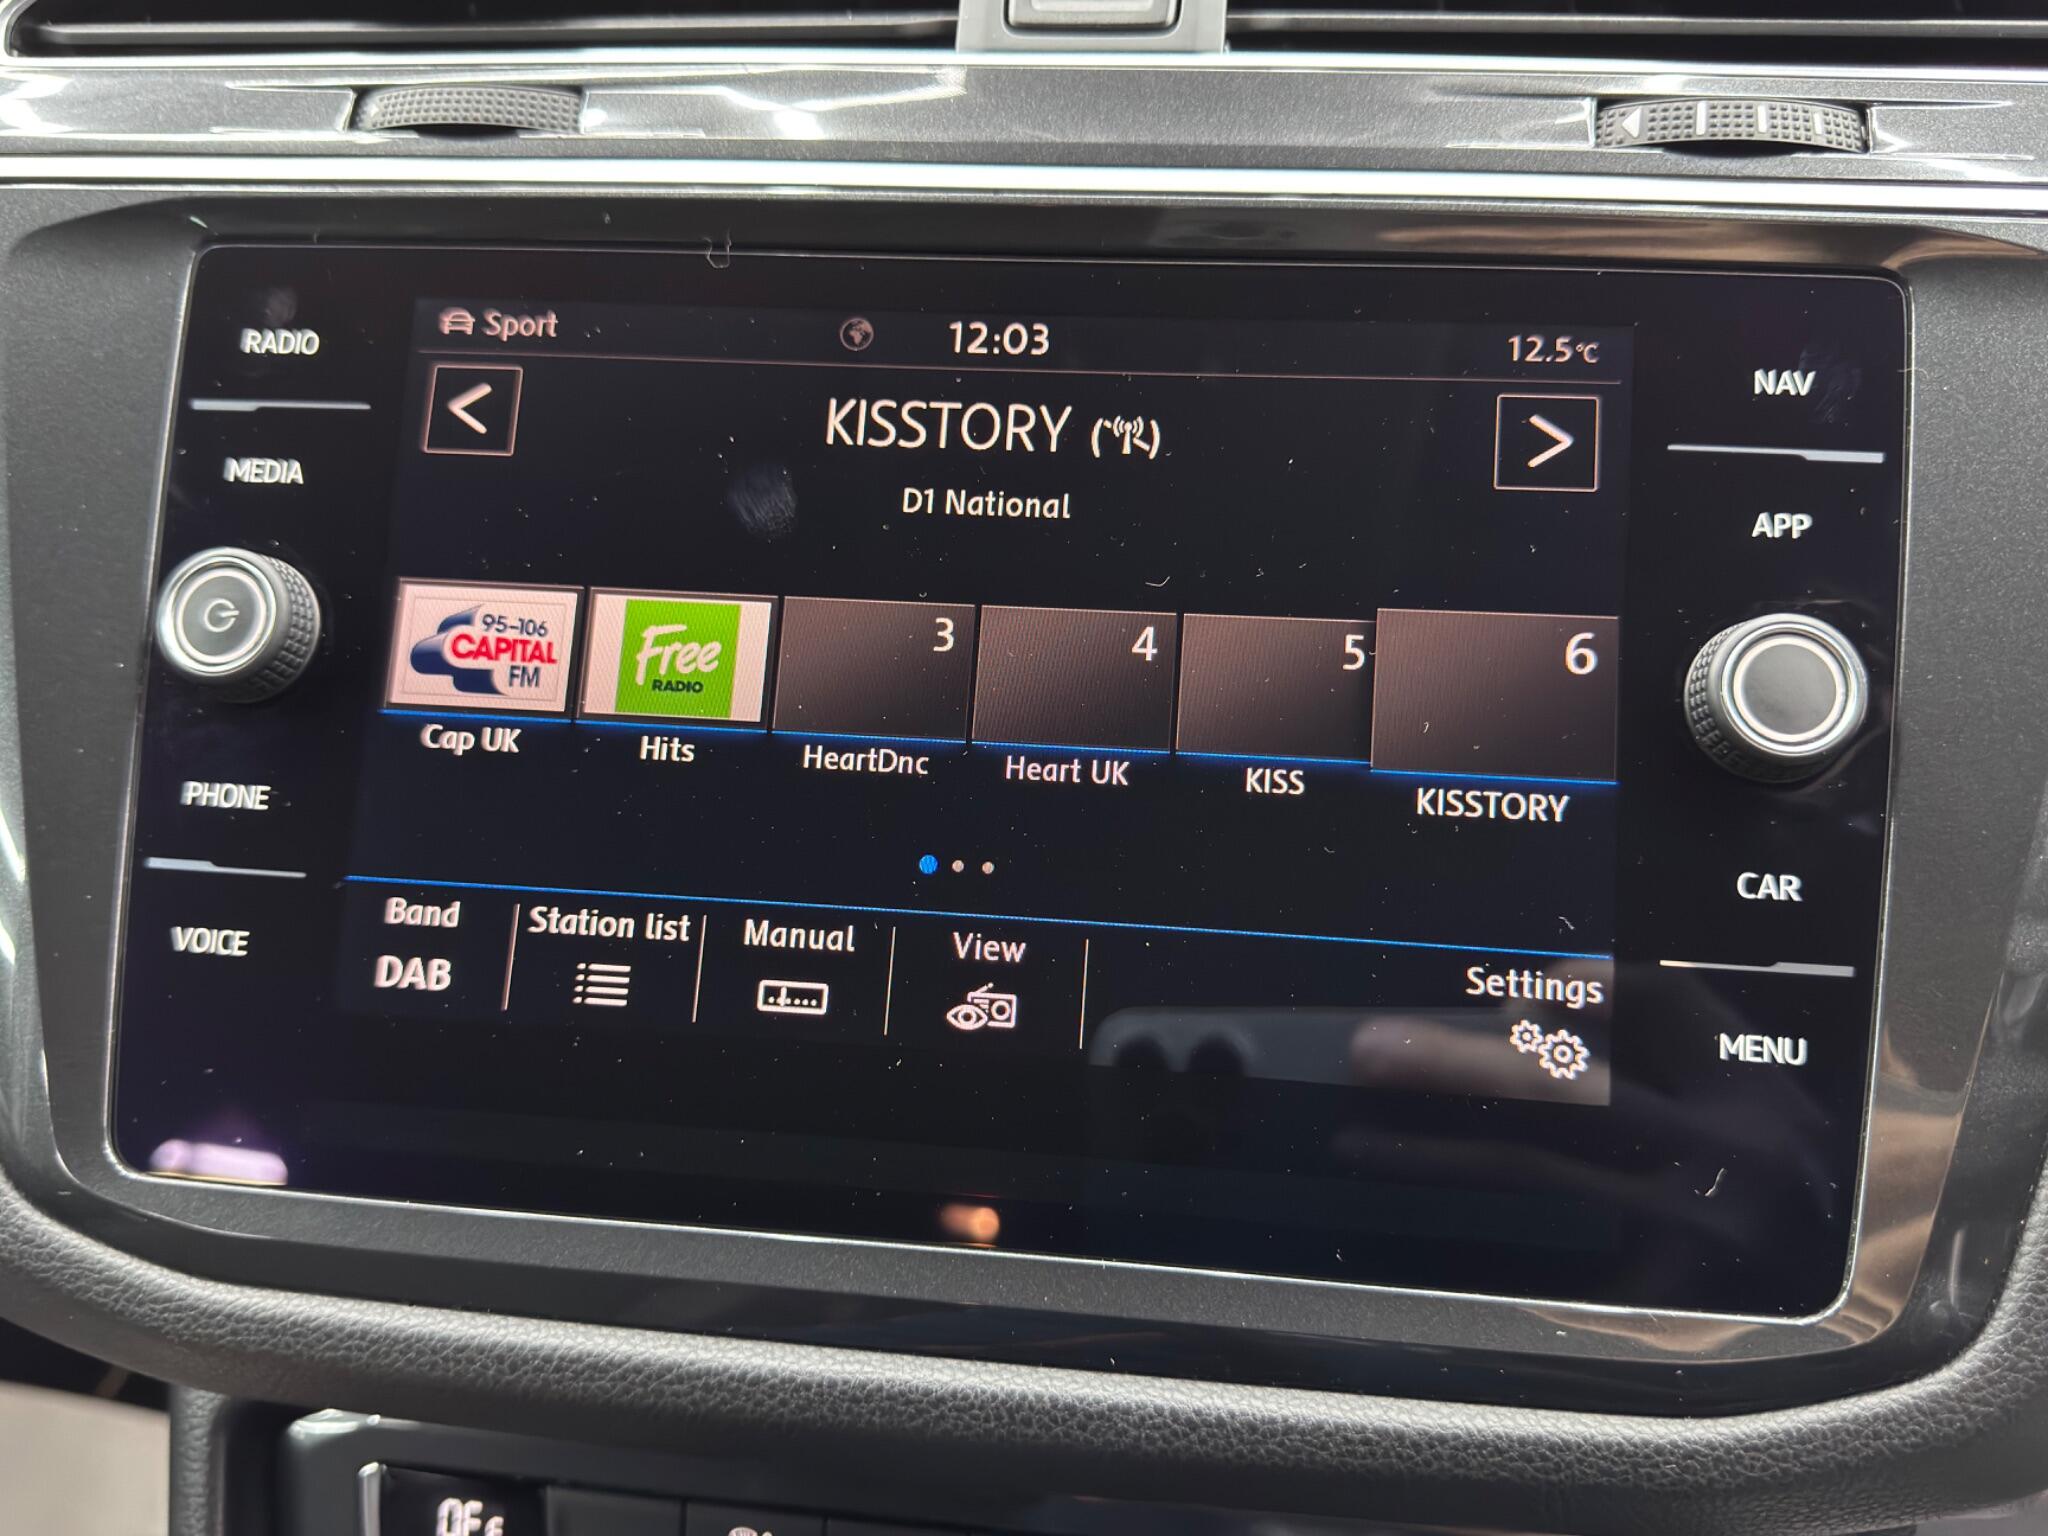 RADIO
MEDIA
PHONE
VOICE
Sport
12:03
12.5°C
<
KISSTORY
>
D1 National
95-106
CAPITAL
FM
Free
RADIO
3
4
5
6
Cap UK
Hits
HeartDnc
Heart UK
KISS
KISSTORY
Band
DAB
Station list
Manual
View
Settings
NAV
APP
CAR
MENU